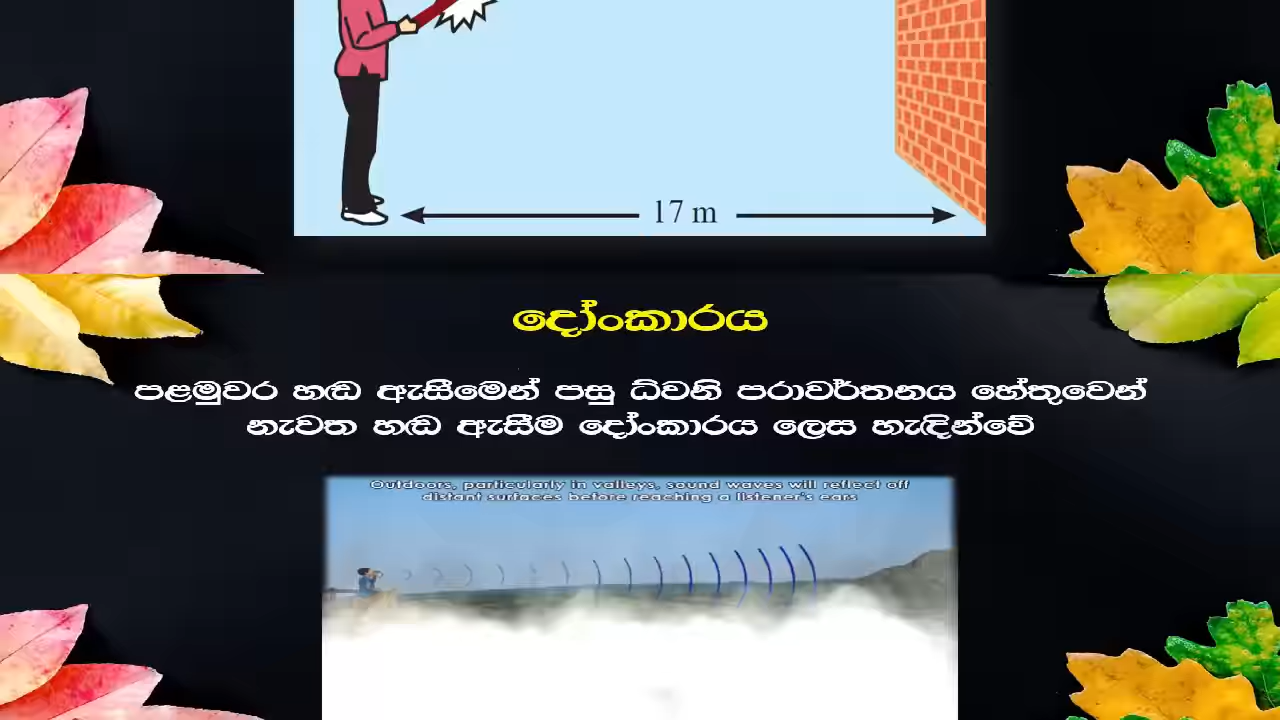 17 m
දෝංකාරය
පළමුවර හඬ ඇසීමෙන් පසු ධ්වනි පරාවර්තනය හේතුවෙන්
නැවත හඬ ඇසීම දෝංකාරය ලෙස හැඳින්වේ
Outdoors, particularly in valleys, sound waves will reflect off
distant surfaces before reaching a listener's ears